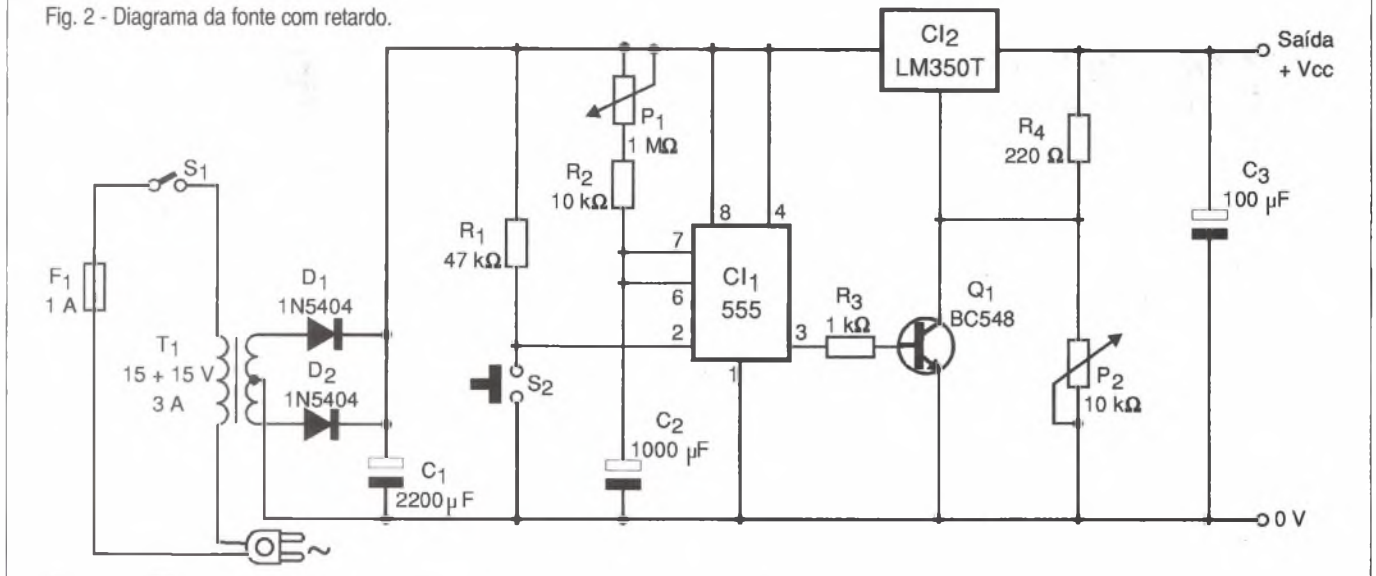 Fig. 2 - Diagrama da fonte com retardo.
CI2
LM350T
Saída
+ Vcc
P1
1 MΩ
R2
10 kΩ
R4
220 Ω
C3
100 µF
S1
F1
1 A
R1
47 kΩ
8
4
7
6
2
3
1
CI1
555
R3
1 kΩ
Q1
BC548
D1
1N5404
T1
15 + 15 V
3 A
D2
1N5404
S2
P2
10 kΩ
C1
2200µF
C2
1000 µF
0 V
~